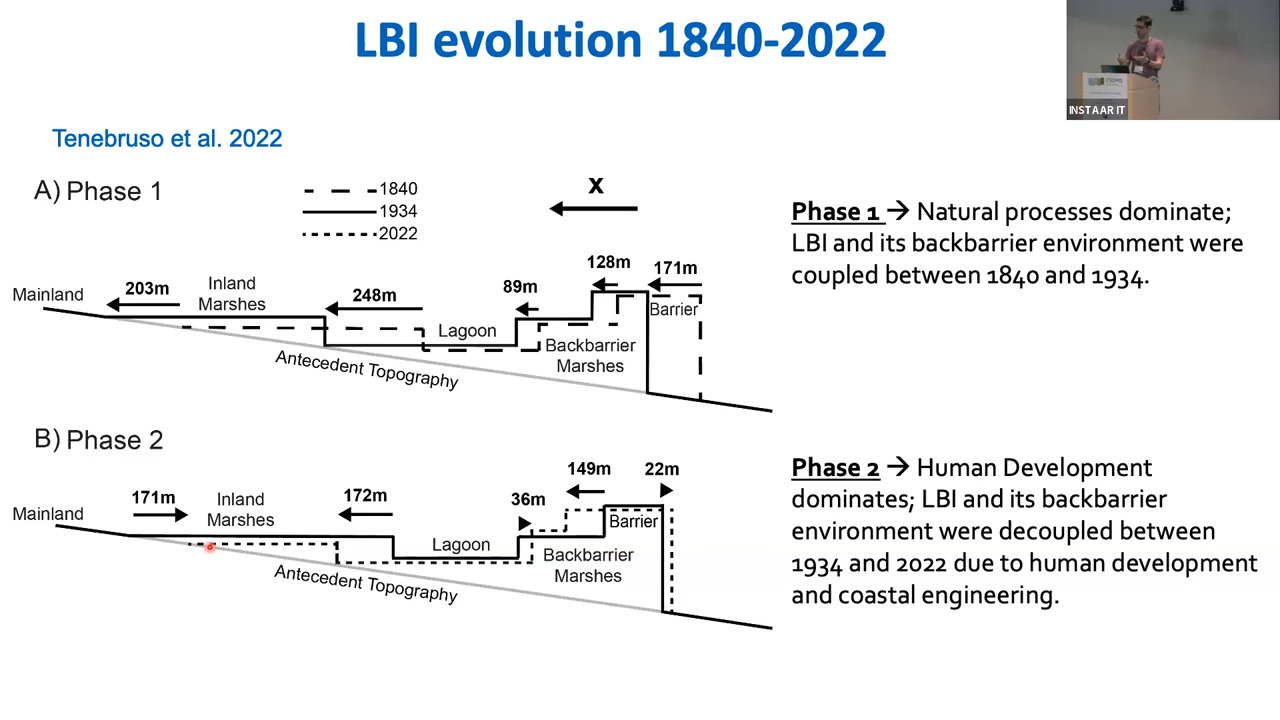 LBI evolution 1840-2022
INSTAAR IT
Tenebruso et al. 2022
A) Phase 1
1840
1934
2022
X
Mainland
203m
Inland
Marshes
248m
Lagoon
89m
128m
171m
Barrier
Backbarrier
Marshes
Antecedent Topography
Phase 1 → Natural processes dominate;
LBI and its backbarrier environment were
coupled between 1840 and 1934.
B) Phase 2
Mainland
171m
Inland
Marshes
172m
Lagoon
36m
149m
22m
Barrier
Backbarrier
Marshes
Antecedent Topography
Phase 2 → Human Development
dominates; LBI and its backbarrier
environment were decoupled between
1934 and 2022 due to human development
and coastal engineering.